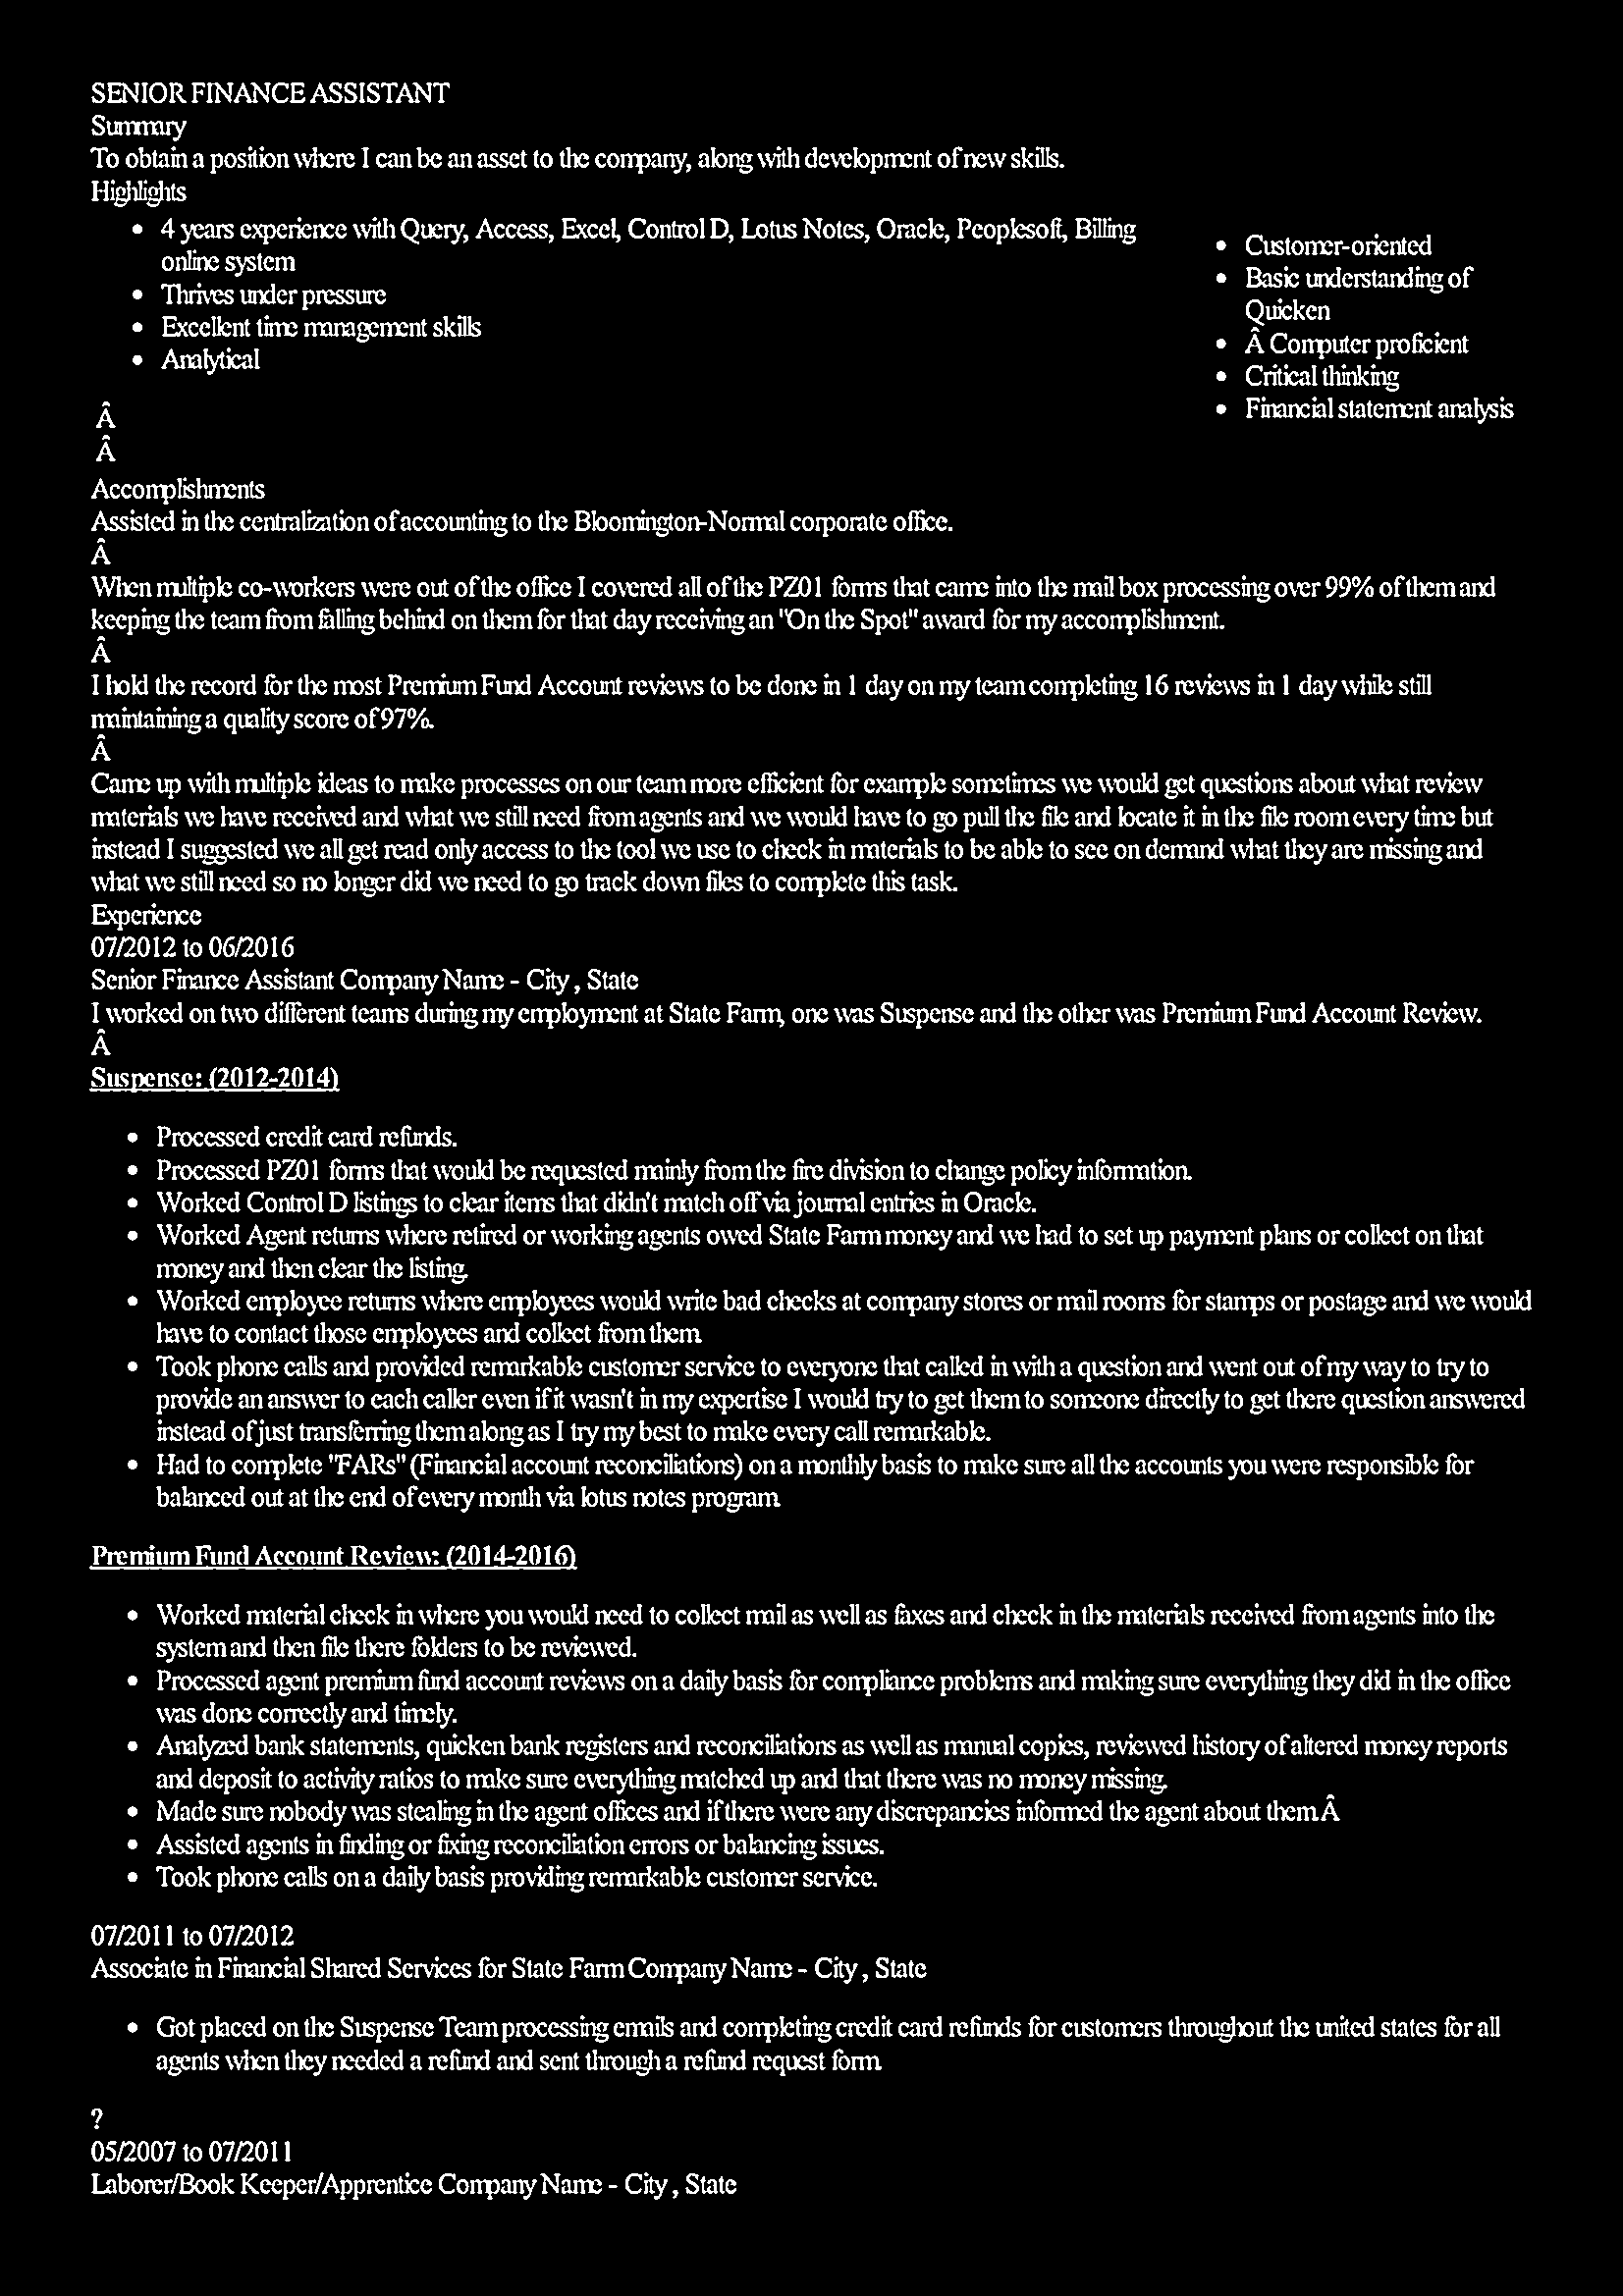 SENIOR FINANCE ASSISTANT
Summary
To obtain a position where I can be an asset to the company, along with development of new skills.
Highlights
• 4 years experience with Query, Access, Excel, Control D, Lotus Notes, Oracle, Peoplesoft, Billing
online system
• Thrives under pressure
• Excellent time management skills
• Analytical
• Customer-oriented
• Basic understanding of
Quicken
• Â Computer proficient
• Critical thinking
• Financial statement analysis
Â
Â
Accomplishments
Assisted in the centralization of accounting to the Bloomington-Normal corporate office.
Â
When multiple co-workers were out of the office I covered all of the PZ01 forms that came into the mail box processing over 99% of them and
keeping the team from falling behind on them for that day receiving an "On the Spot" award for my accomplishment.
Â
I hold the record for the most Premium Fund Account reviews to be done in 1 day on my team completing 16 reviews in 1 day while still
maintaining a quality score of 97%.
Â
Came up with multiple ideas to make processes on our team more efficient for example sometimes we would get questions about what review
materials we have received and what we still need from agents and we would have to go pull the file and locate it in the file room every time but
instead I suggested we all get read only access to the tool we use to check in materials to be able to see on demand what they are missing and
what we still need so no longer did we need to go track down files to complete this task.
Experience
07/2012 to 06/2016
Senior Finance Assistant Company Name - City , State
I worked on two different teams during my employment at State Farm, one was Suspense and the other was Premium Fund Account Review.
Â
Suspense: (2012-2014)
• Processed credit card refunds.
• Processed PZ01 forms that would be requested mainly from the fire division to change policy information.
• Worked Control D listings to clear items that didn't match off via journal entries in Oracle.
• Worked Agent returns where retired or working agents owed State Farm money and we had to set up payment plans or collect on that
money and then clear the listing.
• Worked employee returns where employees would write bad checks at company stores or mail rooms for stamps or postage and we would
have to contact those employees and collect from them.
• Took phone calls and provided remarkable customer service to everyone that called in with a question and went out of my way to try to
provide an answer to each caller even if it wasn't in my expertise I would try to get them to someone directly to get there question answered
instead of just transferring them along as I try my best to make every call remarkable.
• Had to complete "FARs" (Financial account reconciliations) on a monthly basis to make sure all the accounts you were responsible for
balanced out at the end of every month via lotus notes program.
Premium Fund Account Review: (2014-2016)
• Worked material check in where you would need to collect mail as well as faxes and check in the materials received from agents into the
system and then file there folders to be reviewed.
• Processed agent premium fund account reviews on a daily basis for compliance problems and making sure everything they did in the office
was done correctly and timely.
• Analyzed bank statements, quicken bank registers and reconciliations as well as manual copies, reviewed history of altered money reports
and deposit to activity ratios to make sure everything matched up and that there was no money missing.
• Made sure nobody was stealing in the agent offices and if there were any discrepancies informed the agent about them Â
• Assisted agents in finding or fixing reconciliation errors or balancing issues.
• Took phone calls on a daily basis providing remarkable customer service.
07/2011 to 07/2012
Associate in Financial Shared Services for State Farm Company Name - City , State
• Got placed on the Suspense Team processing emails and completing credit card refunds for customers throughout the united states for all
agents when they needed a refund and sent through a refund request form.
?
05/2007 to 07/2011
Laborer/Book Keeper/Apprentice Company Name - City , State